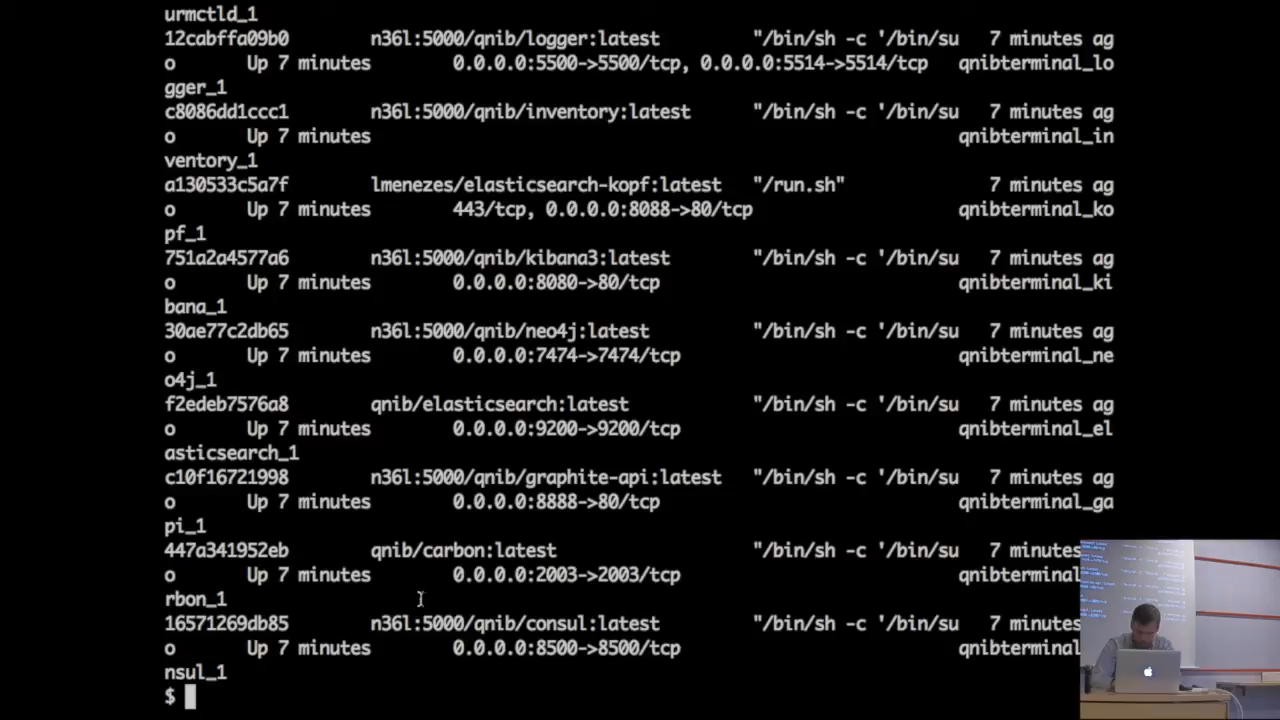 urmctld_1
12cabffa09b0 n36l:5000/qnib/logger:latest "/bin/sh -c '/bin/su 7 minutes ag
o Up 7 minutes 0.0.0.0:5500->5500/tcp, 0.0.0.0:5514->5514/tcp qnibterminal_lo
gger_1
c8086dd1ccc1 n36l:5000/qnib/inventory:latest "/bin/sh -c '/bin/su 7 minutes ag
o Up 7 minutes qnibterminal_in
ventory_1
a130533c5a7f lmenezes/elasticsearch-kopf:latest "/run.sh" 7 minutes ag
o Up 7 minutes 443/tcp, 0.0.0.0:8088->80/tcp qnibterminal_ko
pf_1
751a2a4577a6 n36l:5000/qnib/kibana3:latest "/bin/sh -c '/bin/su 7 minutes ag
o Up 7 minutes 0.0.0.0:8080->80/tcp qnibterminal_ki
bana_1
30ae77c2db65 n36l:5000/qnib/neo4j:latest "/bin/sh -c '/bin/su 7 minutes ag
o Up 7 minutes 0.0.0.0:7474->7474/tcp qnibterminal_ne
o4j_1
f2edeb7576a8 qnib/elasticsearch:latest "/bin/sh -c '/bin/su 7 minutes ag
o Up 7 minutes 0.0.0.0:9200->9200/tcp qnibterminal_el
asticsearch_1
c10f16721998 n36l:5000/qnib/graphite-api:latest "/bin/sh -c '/bin/su 7 minutes ag
o Up 7 minutes 0.0.0.0:8888->80/tcp qnibterminal_ga
pi_1
447a341952eb qnib/carbon:latest "/bin/sh -c '/bin/su 7 minutes
o Up 7 minutes 0.0.0.0:2003->2003/tcp qnibterminal
rbon_1
16571269db85 n36l:5000/qnib/consul:latest "/bin/sh -c '/bin/su 7 minutes
o Up 7 minutes 0.0.0.0:8500->8500/tcp qnibterminal
nsul_1
$